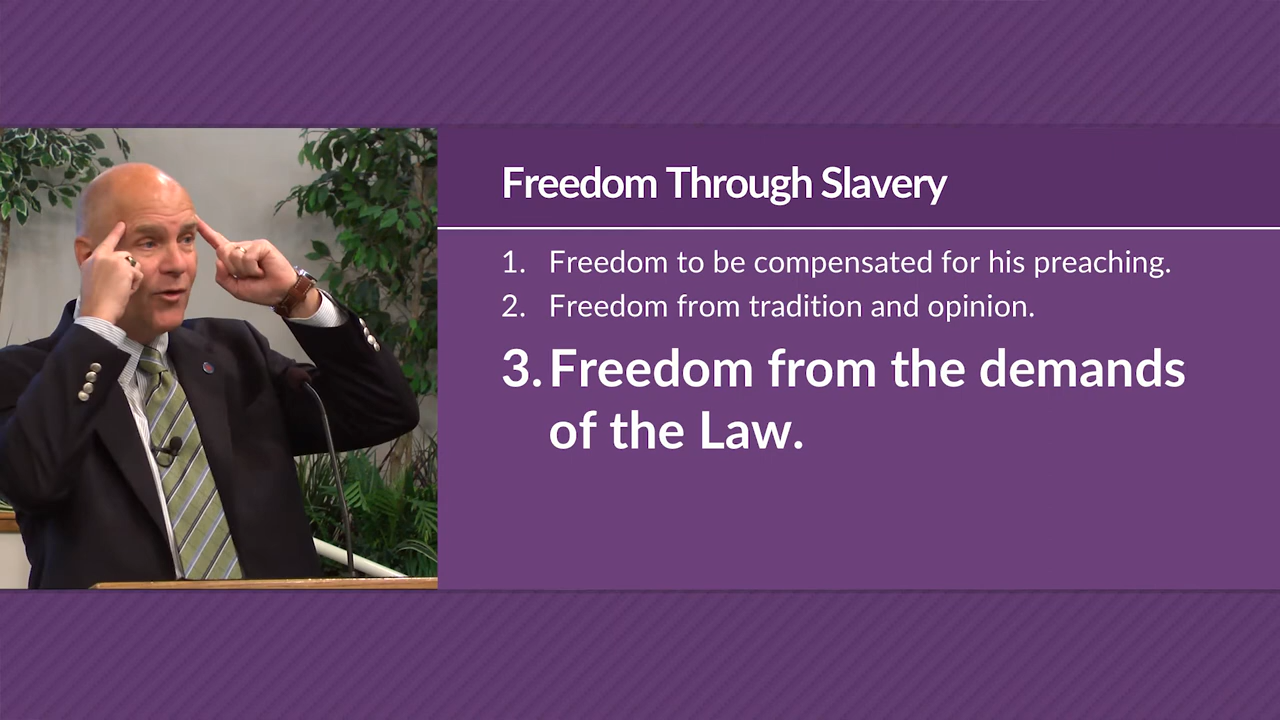 Freedom Through Slavery
1. Freedom to be compensated for his preaching.
2. Freedom from tradition and opinion.
3. Freedom from the demands
of the Law.